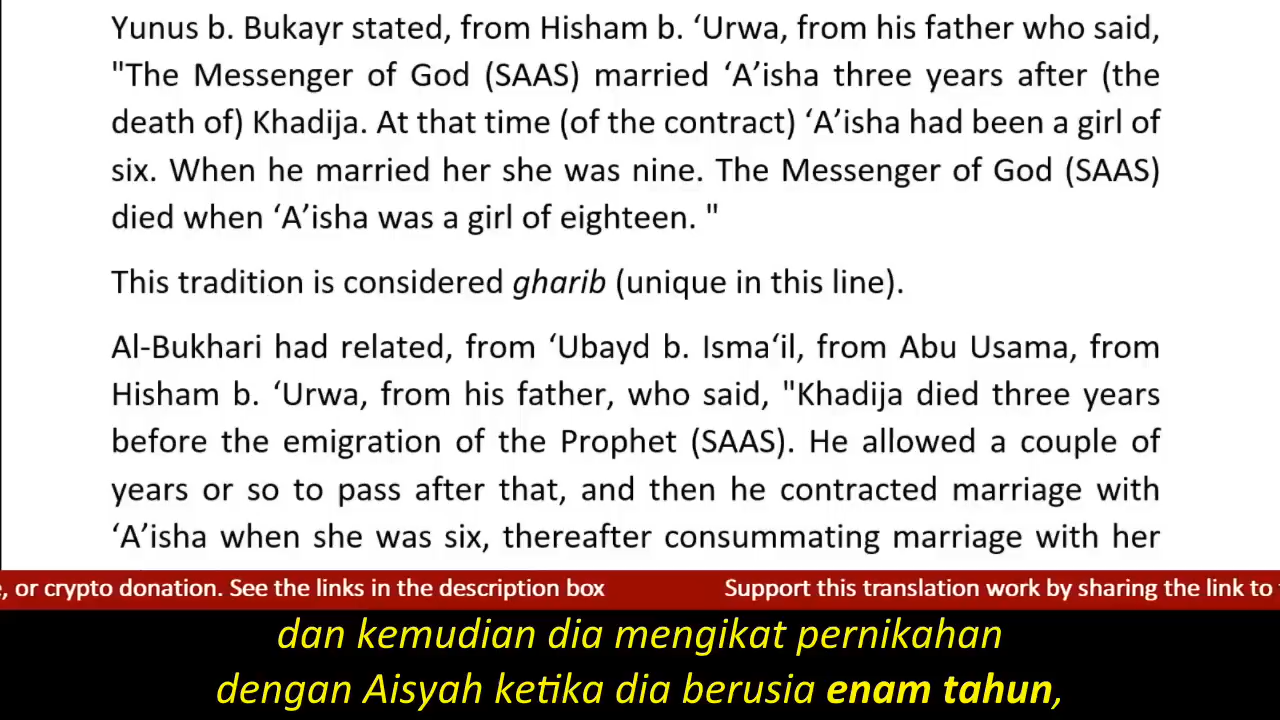 Yunus b. Bukayr stated, from Hisham b. ‘Urwa, from his father who said,
"The Messenger of God (SAAS) married ‘A’isha three years after (the
death of) Khadija. At that time (of the contract) ‘A’isha had been a girl of
six. When he married her she was nine. The Messenger of God (SAAS)
died when ‘A’isha was a girl of eighteen. "
This tradition is considered gharib (unique in this line).
Al-Bukhari had related, from ‘Ubayd b. Isma‘il, from Abu Usama, from
Hisham b. ‘Urwa, from his father, who said, "Khadija died three years
before the emigration of the Prophet (SAAS). He allowed a couple of
years or so to pass after that, and then he contracted marriage with
‘A’isha when she was six, thereafter consummating marriage with her
, or crypto donation. See the links in the description box Support this translation work by sharing the link to
dan kemudian dia mengikat pernikahan
dengan Aisyah ketika dia berusia enam tahun,